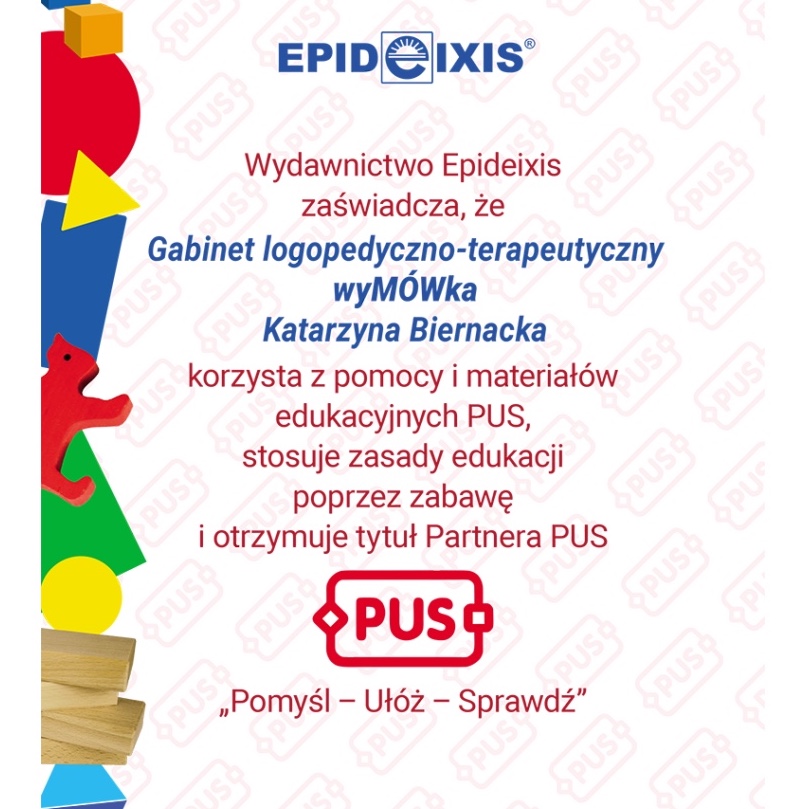 EPIDEIXIS®
Wydawnictwo Epideixis
zaświadcza, że
Gabinet logopedyczno-terapeutyczny
wyMÓWka
Katarzyna Biernacka
korzysta z pomocy i materiałów
edukacyjnych PUS,
stosuje zasady edukacji
poprzez zabawę
i otrzymuje tytuł Partnera PUS
PUS
„Pomyśl – Ułóż – Sprawdź”